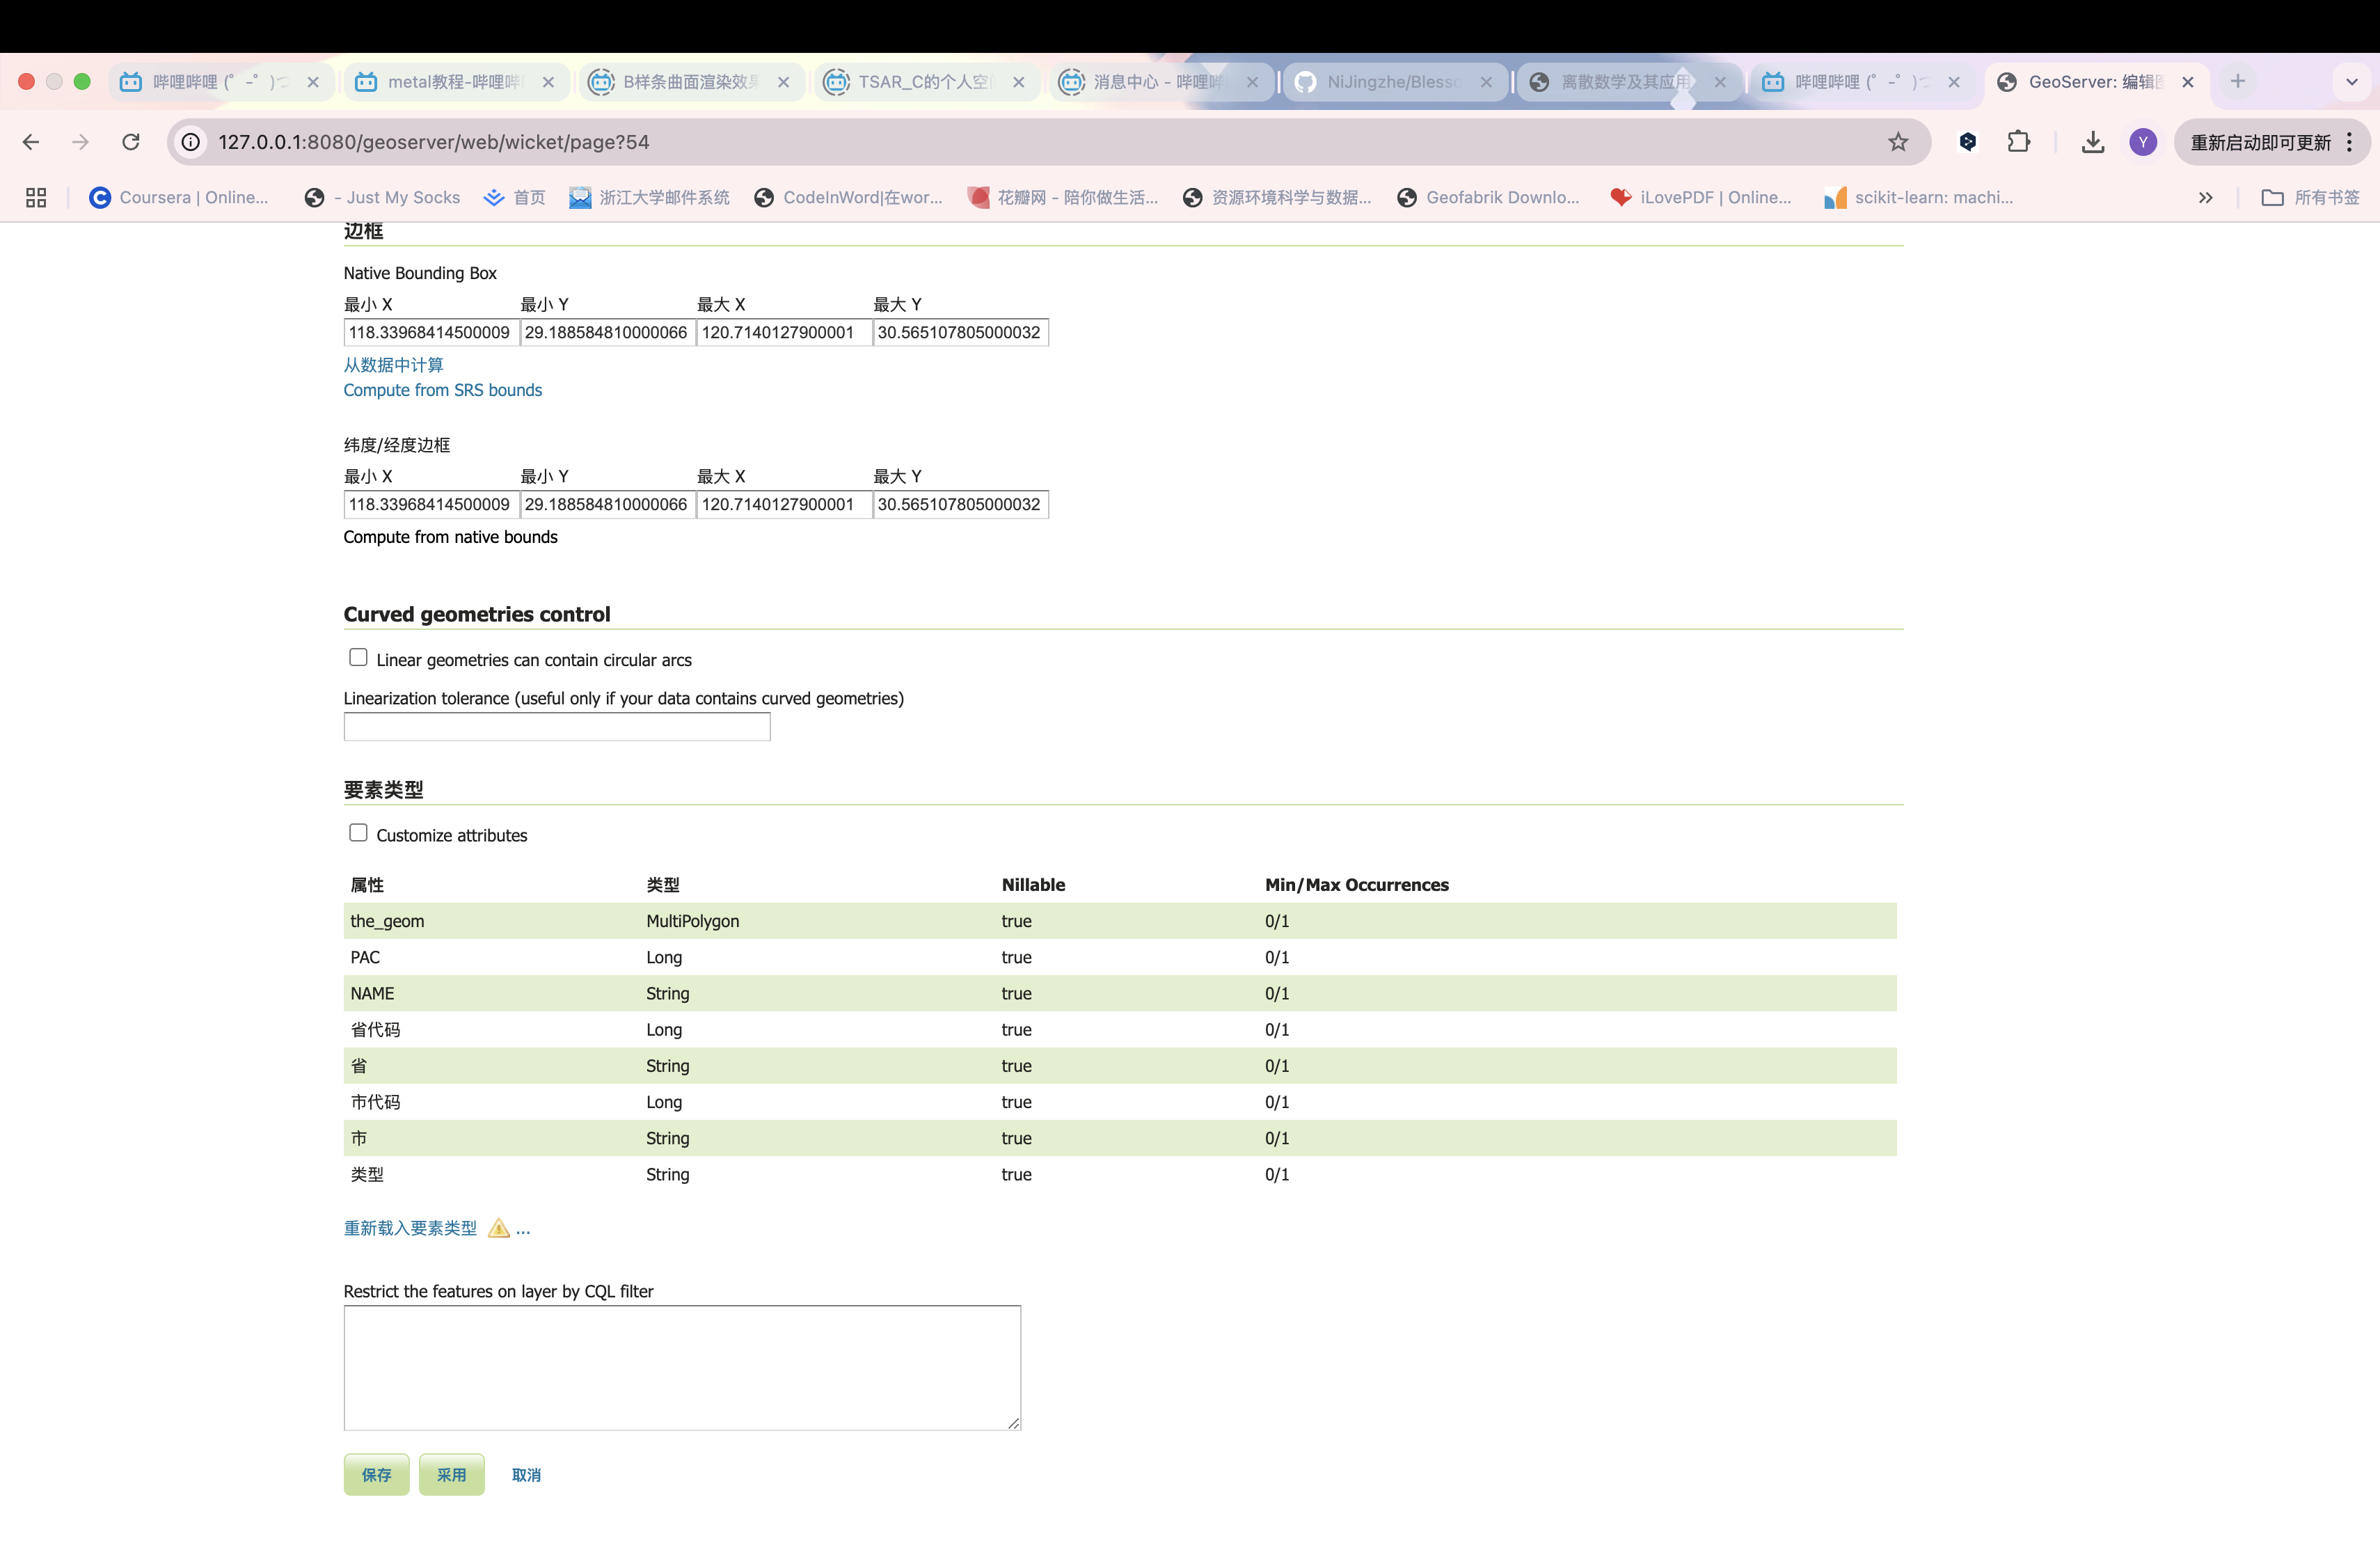 哔哩哔哩 (゜-゜)つ
metal教程-哔哩哔哩
B样条曲面渲染效果
TSAR_C的个人空间
消息中心 - 哔哩哔哩
NiJingzhe/Blesso
离散数学及其应用
哔哩哔哩 (゜-゜)つ
GeoServer: 编辑图
127.0.0.1:8080/geoserver/web/wicket/page?54
Y
重新启动即可更新
Coursera | Online...
- Just My Socks
首页
浙江大学邮件系统
CodeInWord|在wor...
花瓣网 - 陪你做生活...
资源环境科学与数据...
Geofabrik Downlo...
iLovePDF | Online...
scikit-learn: machi...
所有书签
边框
Native Bounding Box
最小 X 最小 Y 最大 X 最大 Y
118.33968414500009 29.188584810000066 120.7140127900001 30.565107805000032
从数据中计算
Compute from SRS bounds
纬度/经度边框
最小 X 最小 Y 最大 X 最大 Y
118.33968414500009 29.188584810000066 120.7140127900001 30.565107805000032
Compute from native bounds
Curved geometries control
Linear geometries can contain circular arcs
Linearization tolerance (useful only if your data contains curved geometries)
要素类型
Customize attributes
属性 类型 Nillable Min/Max Occurrences
the_geom MultiPolygon true 0/1
PAC Long true 0/1
NAME String true 0/1
省代码 Long true 0/1
省 String true 0/1
市代码 Long true 0/1
市 String true 0/1
类型 String true 0/1
重新载入要素类型 ...
Restrict the features on layer by CQL filter
保存 采用 取消